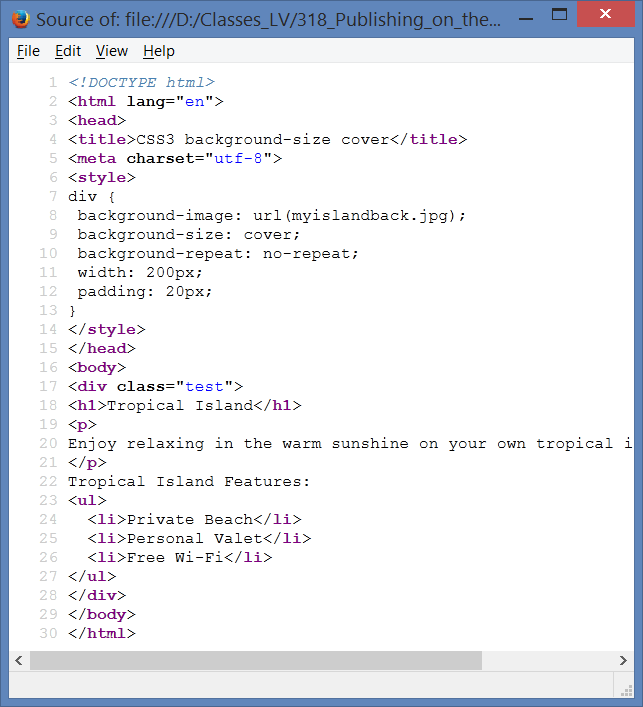 Source of: file:///D:/Classes_LV/318_Publishing_on_the...
File Edit View Help
1 <!DOCTYPE html>
2 <html lang="en">
3 <head>
4 <title>CSS3 background-size cover</title>
5 <meta charset="utf-8">
6 <style>
7 div {
8  background-image: url(myislandback.jpg);
9  background-size: cover;
10  background-repeat: no-repeat;
11  width: 200px;
12  padding: 20px;
13 }
14 </style>
15 </head>
16 <body>
17 <div class="test">
18 <h1>Tropical Island</h1>
19 <p>
20 Enjoy relaxing in the warm sunshine on your own tropical i
21 </p>
22 Tropical Island Features:
23 <ul>
24   <li>Private Beach</li>
25   <li>Personal Valet</li>
26   <li>Free Wi-Fi</li>
27 </ul>
28 </div>
29 </body>
30 </html>